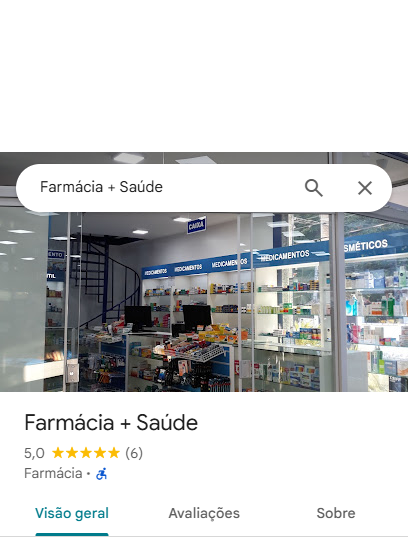 Farmácia + Saúde
CAIXA
MEDICAMENTOS
MEDICAMENTOS
MEDICAMENTOS
MEDICAMENTOS
SMÉTICOS
Farmácia + Saúde
5,0 ★★★★★ (6)
Farmácia ·
Visão geral
Avaliações
Sobre